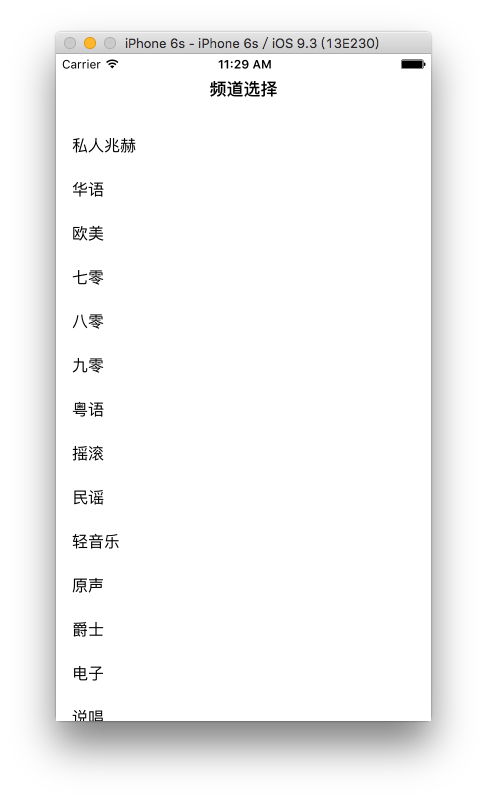 iPhone 6s - iPhone 6s / iOS 9.3 (13E230)
Carrier 11:29 AM
频道选择
私人兆赫
华语
欧美
七零
八零
九零
粤语
摇滚
民谣
轻音乐
原声
爵士
电子
说唱